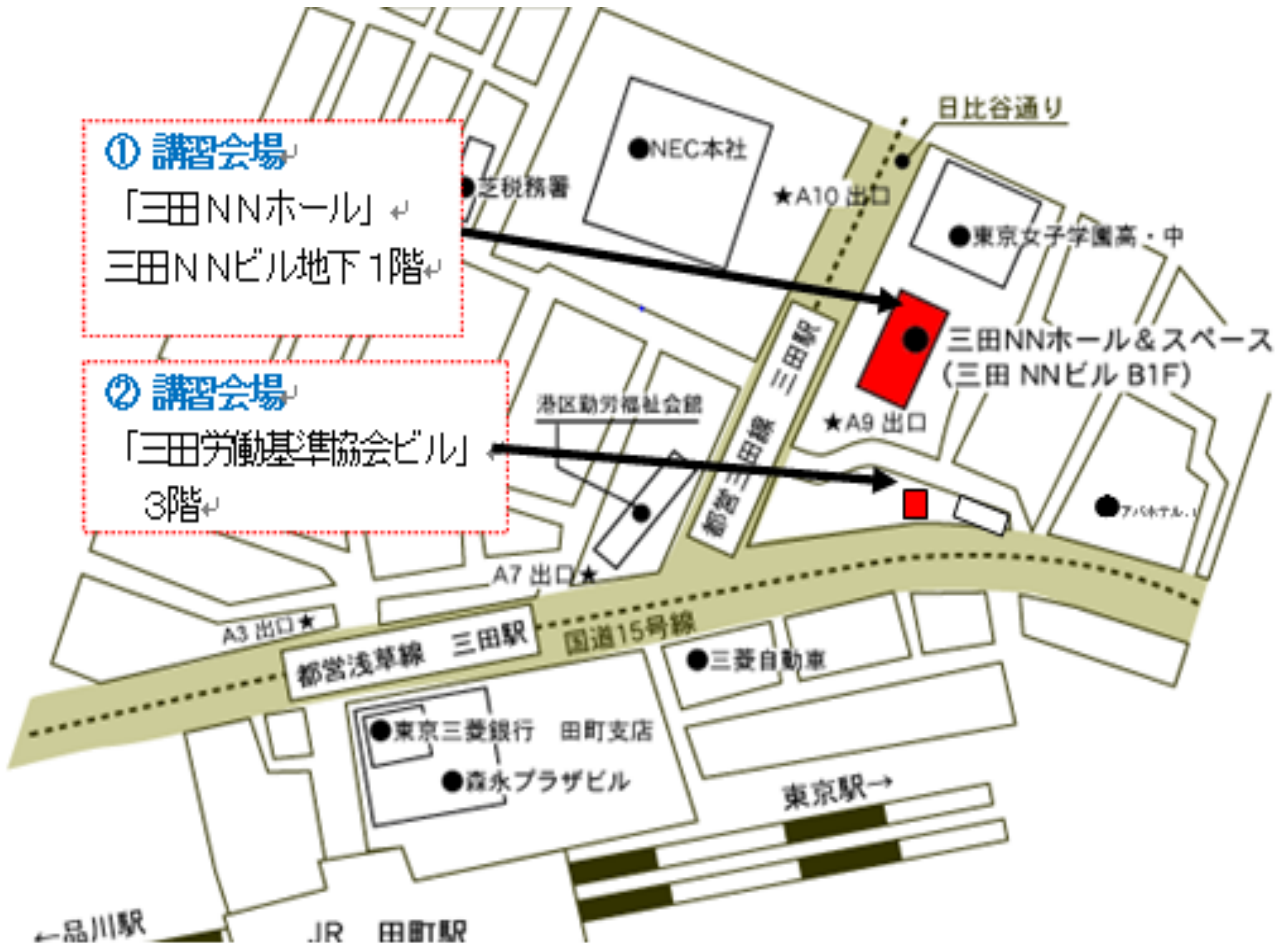 日比谷通り
① 講習会場
「三田NNホール」
三田NNビル地下1階
●NEC本社
●芝税務署
★A10 出口
●東京女子学園高・中
三田NNホール&スペース
(三田 NNビル B1F)
都営三田線 三田駅
★A9 出口
② 講習会場
「三田労働基準協会ビル」
3階
港区勤労福祉会館
アパホテル
A7 出口★
A3 出口★
都営浅草線 三田駅
国道15号線
●三菱自動車
●東京三菱銀行 田町支店
●森永プラザビル
東京駅→
←品川駅
JR 田町駅